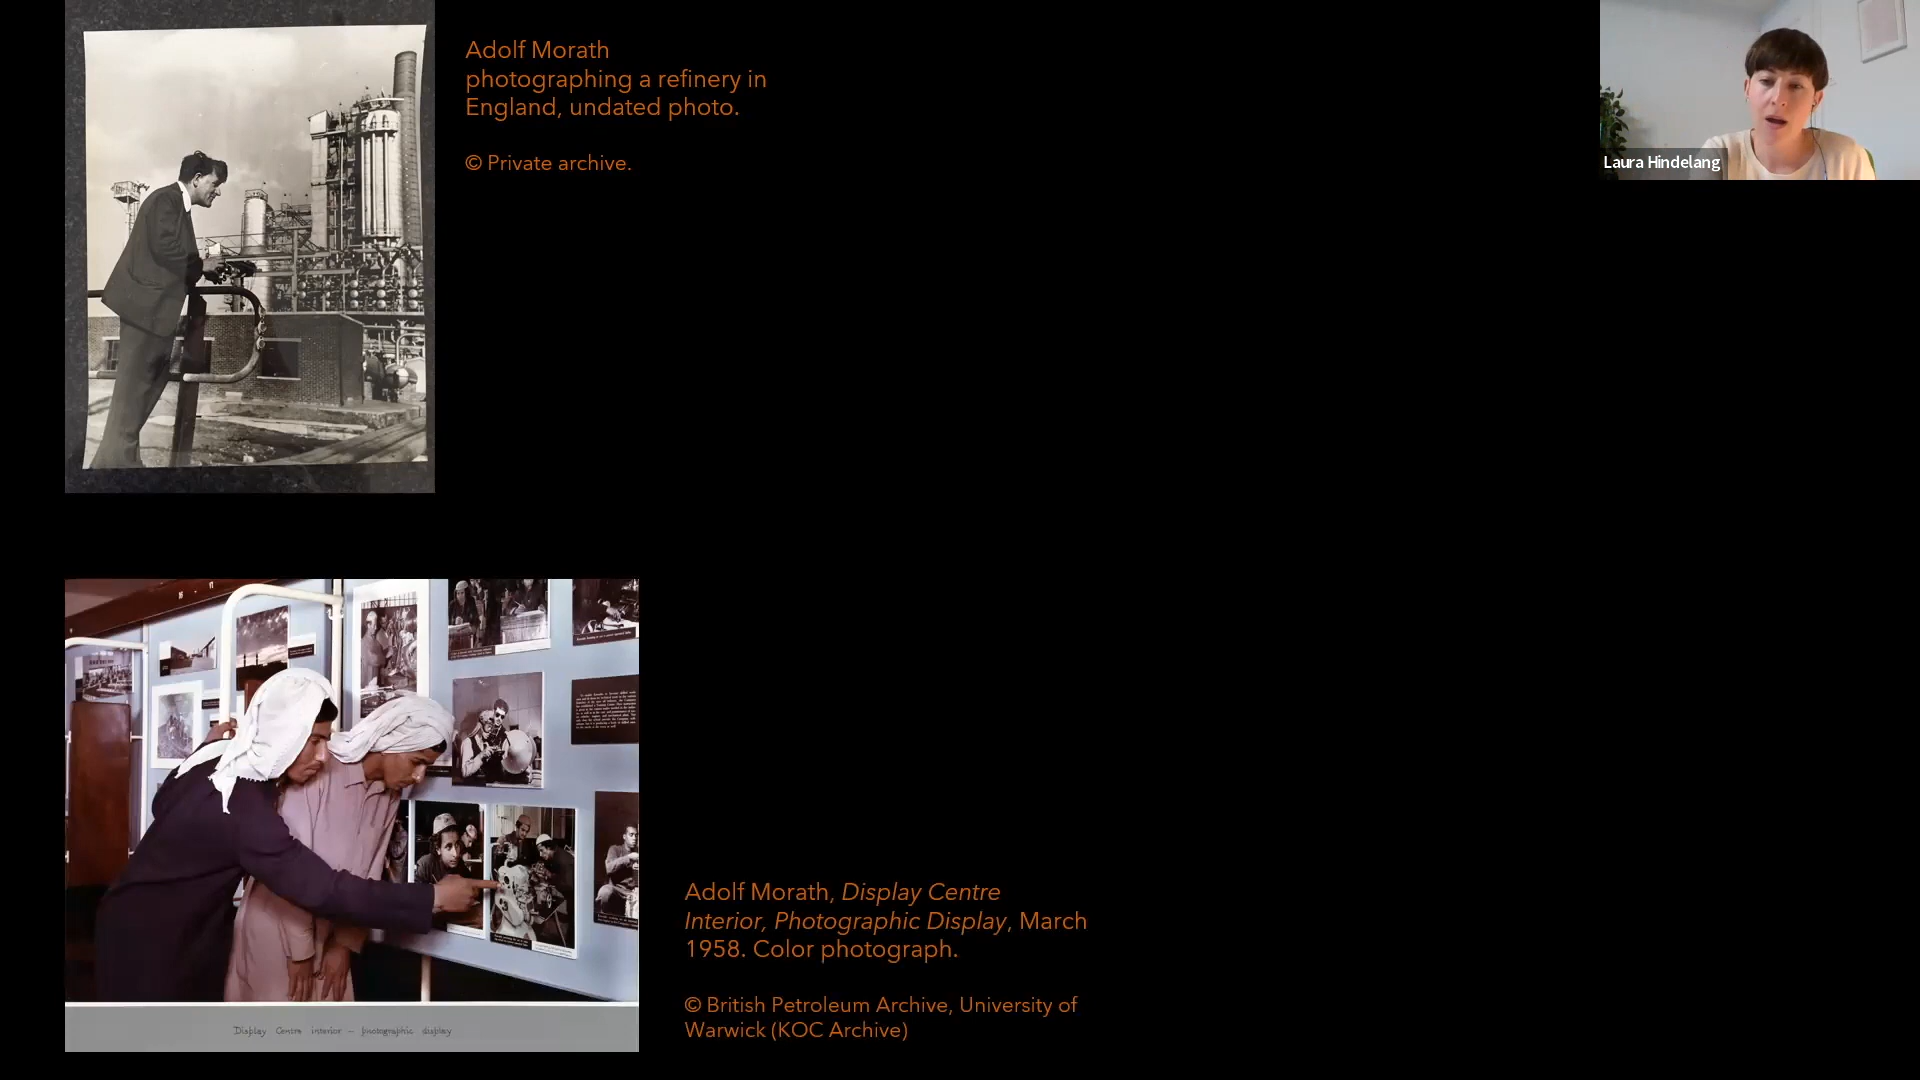 Adolf Morath
photographing a refinery in
England, undated photo.
© Private archive.
Laura Hindelang
Adolf Morath, Display Centre
Interior, Photographic Display, March
1958. Color photograph.
© British Petroleum Archive, University of
Warwick (KOC Archive)
Display Centre interior – photographic display